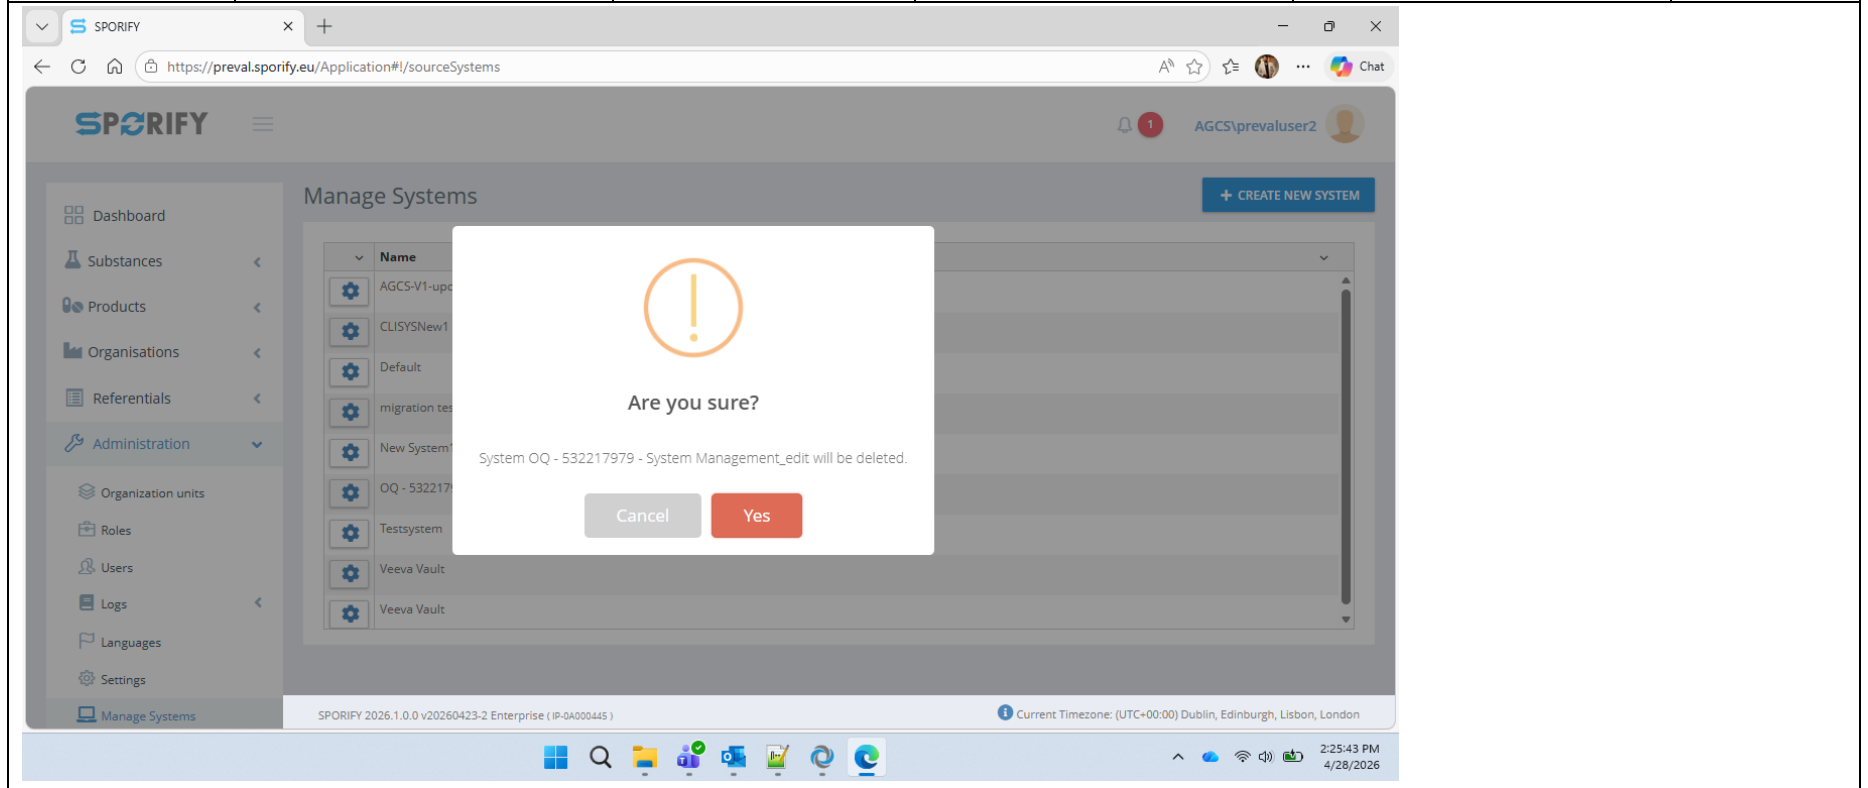 SPORIFY
https://preval.sporify.eu/Application#!/sourceSystems
Chat
SPORIFY
1
AGCS\prevaluser2
Dashboard
Substances
Products
Organisations
Referentials
Administration
Organization units
Roles
Users
Logs
Languages
Settings
Manage Systems
Manage Systems
+ CREATE NEW SYSTEM
Name
AGCS-V1-upd
CLISYSNew1
Default
migration tes
New System1
OQ - 5322179
Testsystem
Veeva Vault
Veeva Vault
Are you sure?
System OQ - 532217979 - System Management_edit will be deleted.
Cancel
Yes
SPORIFY 2026.1.0.0 v20260423-2 Enterprise ( IP-0A000445 )
Current Timezone: (UTC+00:00) Dublin, Edinburgh, Lisbon, London
2:25:43 PM
4/28/2026